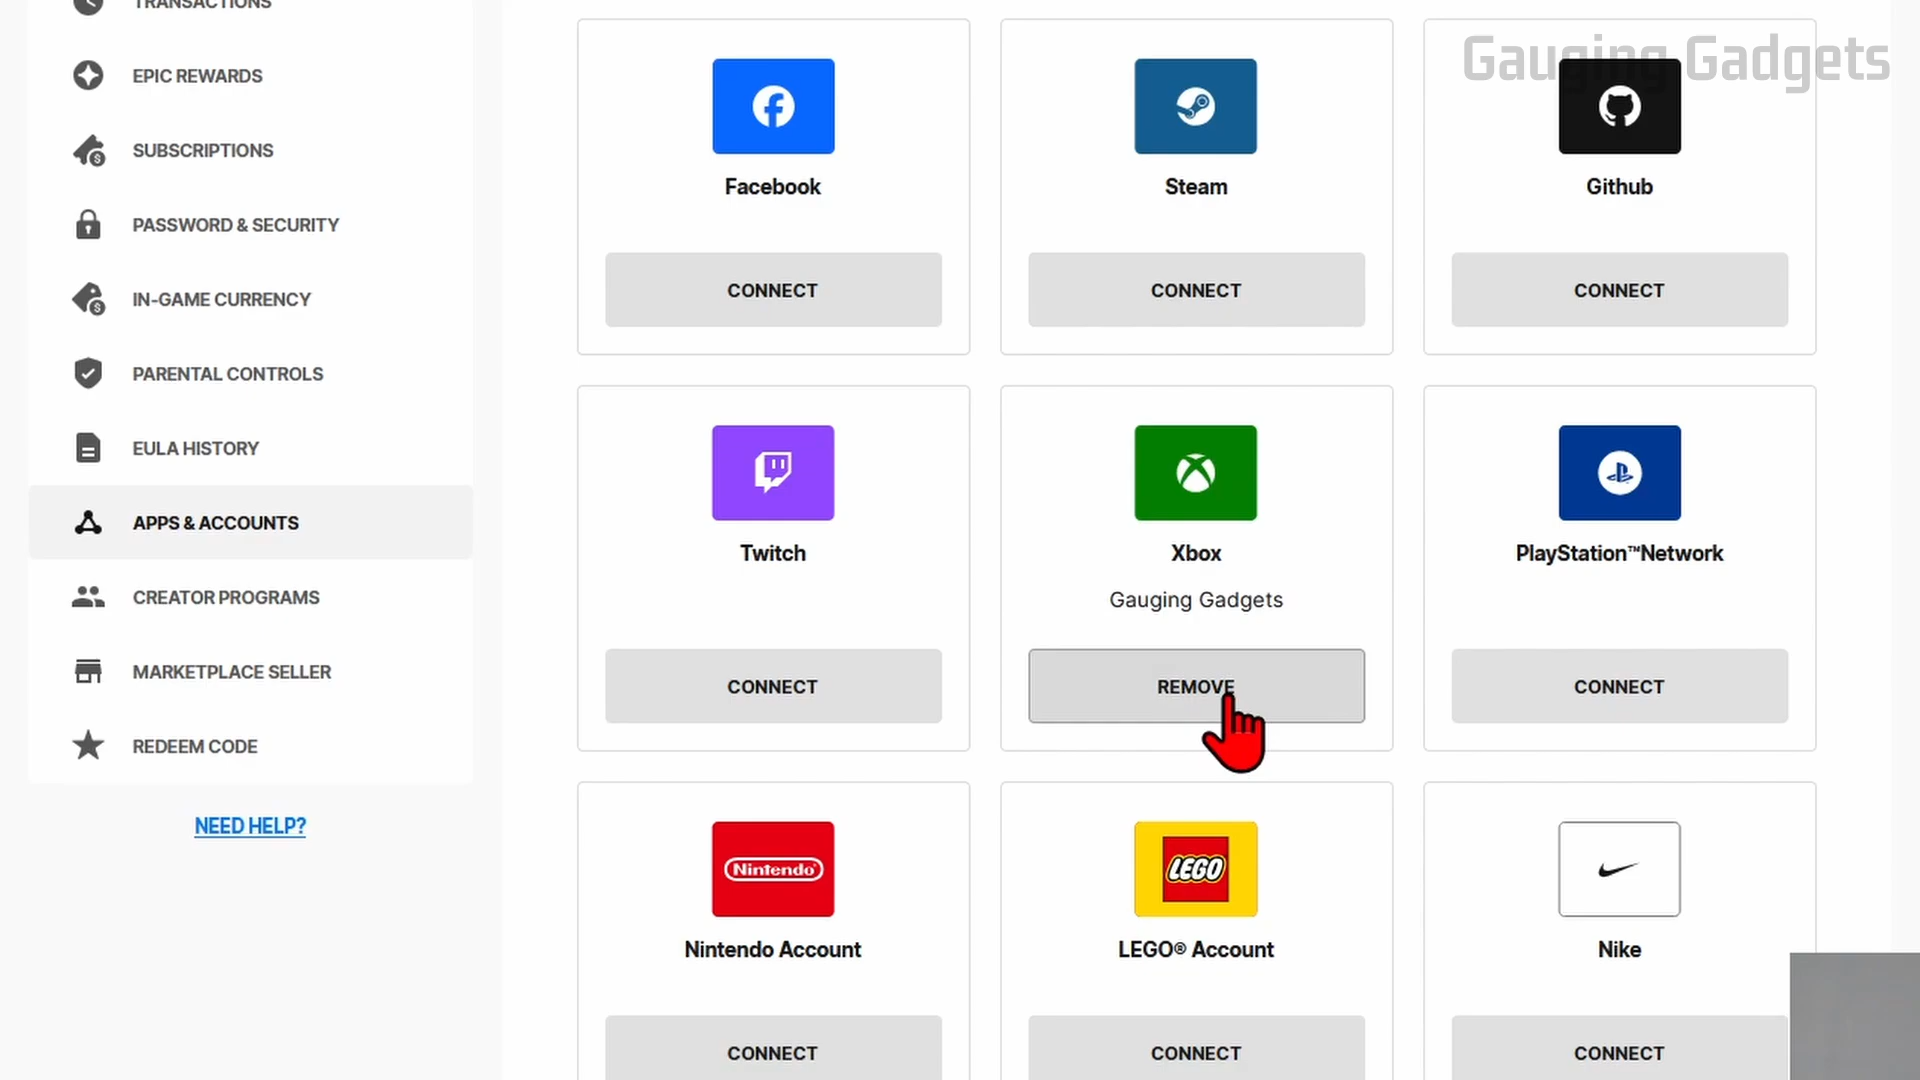 TRANSACTIONS
EPIC REWARDS
SUBSCRIPTIONS
PASSWORD & SECURITY
IN-GAME CURRENCY
PARENTAL CONTROLS
EULA HISTORY
APPS & ACCOUNTS
CREATOR PROGRAMS
MARKETPLACE SELLER
REDEEM CODE
NEED HELP?
Gauging Gadgets
Facebook
Steam
Github
CONNECT
CONNECT
CONNECT
Twitch
Xbox
PlayStation™Network
Gauging Gadgets
CONNECT
REMOVE
CONNECT
Nintendo
LEGO
Nintendo Account
LEGO® Account
Nike
CONNECT
CONNECT
CONNECT